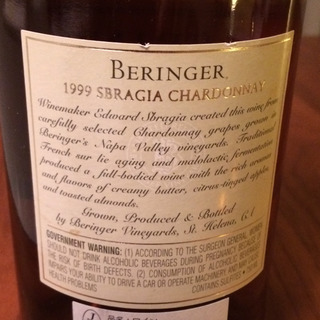 BERINGER
1999 SBRAGIA CHARDONNAY
Winemaker Edward Sbragia created this wine from
carefully selected Chardonnay grapes grown in
Beringer's Napa Valley vineyards. Traditional
French sur lie aging and malolactic fermentation
produced a full-bodied wine with the rich aromas
and flavors of creamy butter, citrus-tinged apples,
and toasted almonds.
Grown, Produced & Bottled
by Beringer Vineyards, St. Helena, CA
GOVERNMENT WARNING: (1) ACCORDING TO THE SURGEON GENERAL, WOMEN
SHOULD NOT DRINK ALCOHOLIC BEVERAGES DURING PREGNANCY BECAUSE OF
THE RISK OF BIRTH DEFECTS. (2) CONSUMPTION OF ALCOHOLIC BEVERAGES
IMPAIRS YOUR ABILITY TO DRIVE A CAR OR OPERATE MACHINERY AND MAY CAUSE
HEALTH PROBLEMS CONTAINS SULFITES